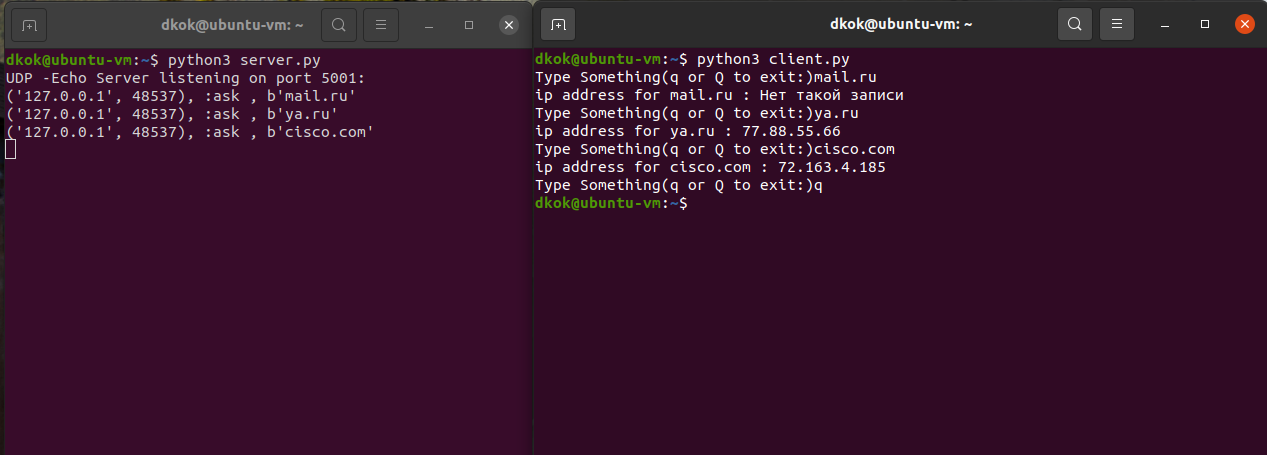 dkok@ubuntu-vm: ~
dkok@ubuntu-vm:~$ python3 server.py
UDP -Echo Server listening on port 5001:
('127.0.0.1', 48537), :ask , b'mail.ru'
('127.0.0.1', 48537), :ask , b'ya.ru'
('127.0.0.1', 48537), :ask , b'cisco.com'
dkok@ubuntu-vm: ~
dkok@ubuntu-vm:~$ python3 client.py
Type Something(q or Q to exit:)mail.ru
ip address for mail.ru : Нет такой записи
Type Something(q or Q to exit:)ya.ru
ip address for ya.ru : 77.88.55.66
Type Something(q or Q to exit:)cisco.com
ip address for cisco.com : 72.163.4.185
Type Something(q or Q to exit:)q
dkok@ubuntu-vm:~$